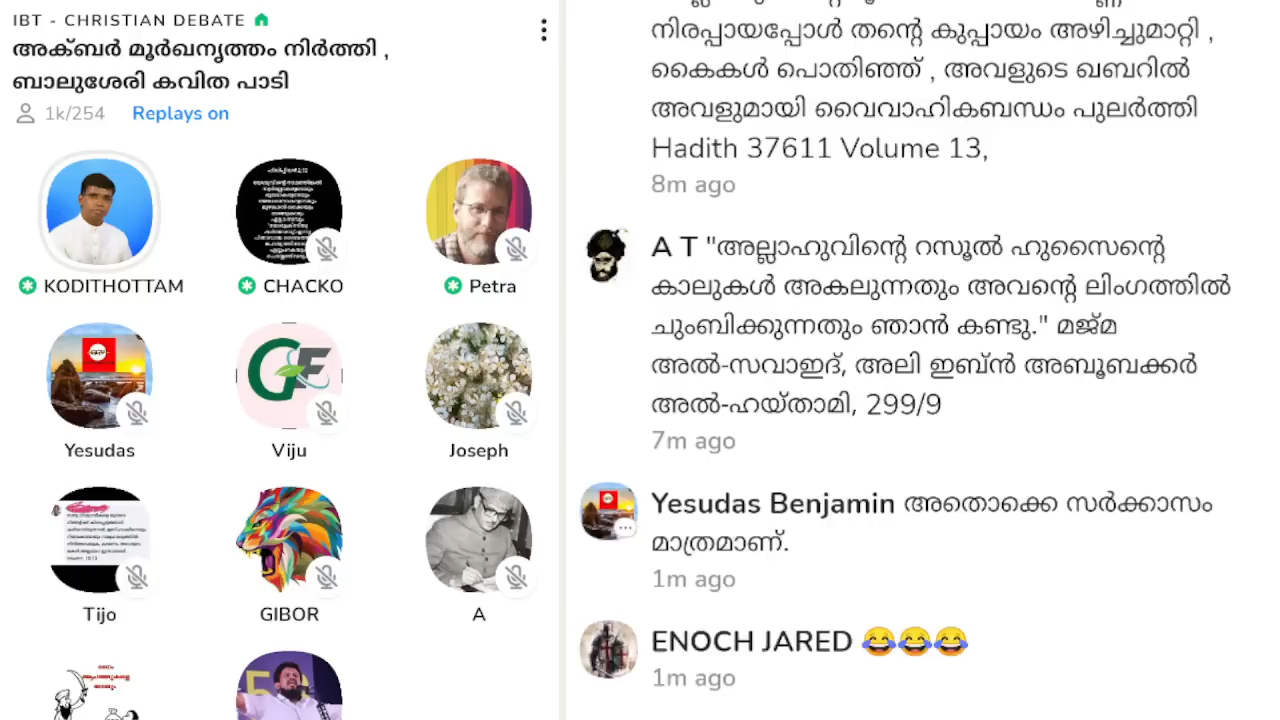 IBT - CHRISTIAN DEBATE
അക്ബർ മൂർഖനൃത്തം നിർത്തി ,
ബാലുശേരി കവിത പാടി
1k/254 Replays on
KODITHOTTAM
CHACKO
Petra
Yesudas
Viju
Joseph
Tijo
GIBOR
A
നിരപ്പായപ്പോൾ തന്റെ കുപ്പായം അഴിച്ചുമാറ്റി ,
കൈകൾ പൊതിഞ്ഞ് , അവളുടെ ഖബറിൽ
അവളുമായി വൈവാഹികബന്ധം പുലർത്തി
Hadith 37611 Volume 13,
8m ago
A T "അല്ലാഹുവിന്റെ റസൂൽ ഹുസൈന്റെ
കാലുകൾ അകലുന്നതും അവന്റെ ലിംഗത്തിൽ
ചുംബിക്കുന്നതും ഞാൻ കണ്ടു." മജ്മ
അൽ-സവാഇദ്, അലി ഇബ്ൻ അബൂബക്കർ
അൽ-ഹയ്തമി, 299/9
7m ago
Yesudas Benjamin അതൊക്കെ സർക്കാസം
മാത്രമാണ്.
1m ago
ENOCH JARED 😂😂😂
1m ago